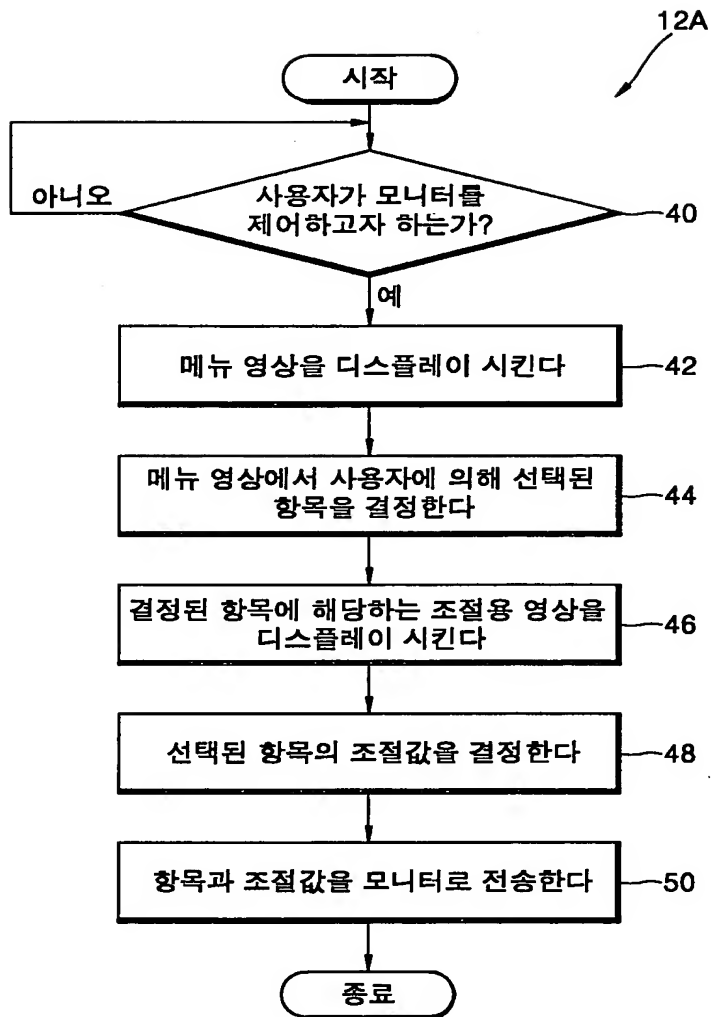 12A
시작
아니오
사용자가 모니터를
제어하고자 하는가?
40
예
메뉴 영상을 디스플레이 시킨다
42
메뉴 영상에서 사용자에 의해 선택된
항목을 결정한다
44
결정된 항목에 해당하는 조절용 영상을
디스플레이 시킨다
46
선택된 항목의 조절값을 결정한다
48
항목과 조절값을 모니터로 전송한다
50
종료